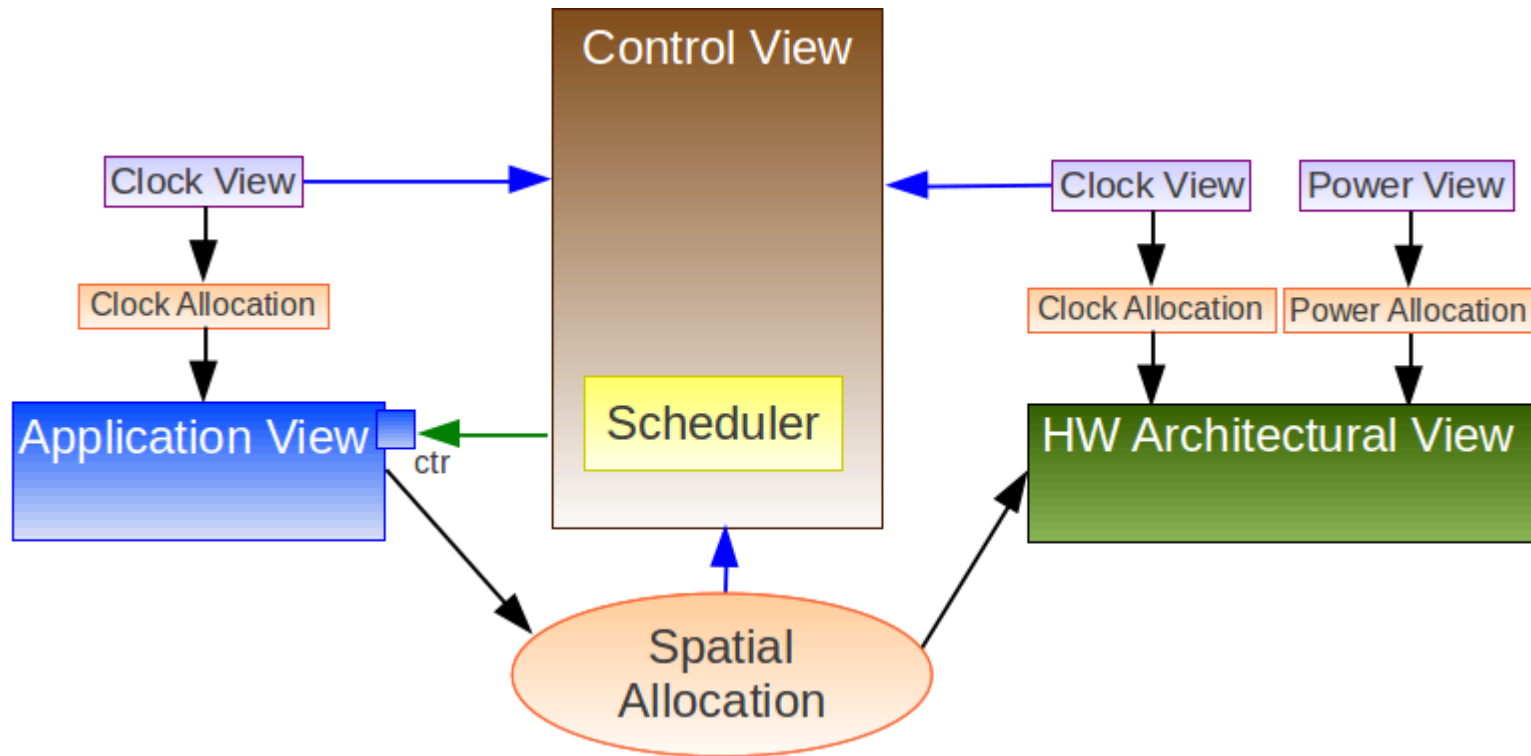 Control View
Clock View
Clock View
Power View
Clock Allocation
Clock Allocation
Power Allocation
Application View
ctr
Scheduler
HW Architectural View
Spatial
Allocation